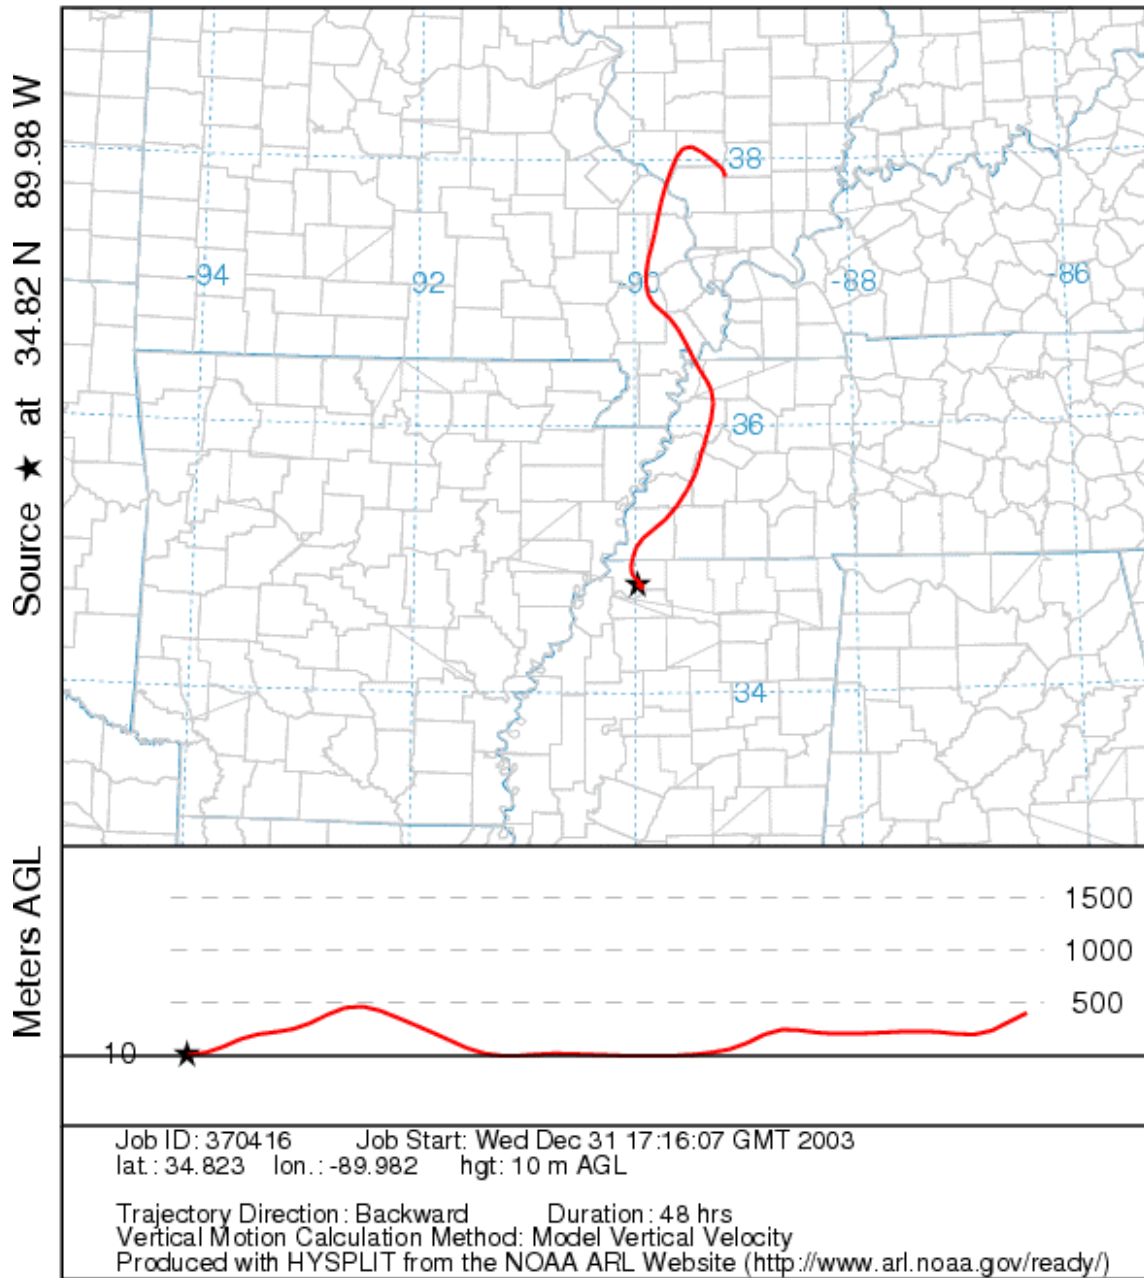 Source ★ at 34.82 N 89.98 W
38
-94
-92
-90
-88
-86
36
34
Meters AGL
1500
1000
500
10
Job ID: 370416 Job Start: Wed Dec 31 17:16:07 GMT 2003
lat.: 34.823 lon.: -89.982 hgt: 10 m AGL
Trajectory Direction: Backward Duration: 48 hrs
Vertical Motion Calculation Method: Model Vertical Velocity
Produced with HYSPLIT from the NOAA ARL Website (http://www.arl.noaa.gov/ready/)